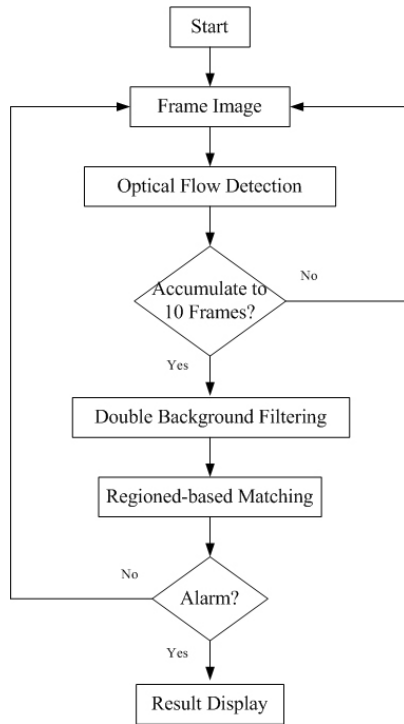 Start
Frame Image
Optical Flow Detection
Accumulate to
10 Frames?
No
Yes
Double Background Filtering
Regioned-based Matching
No
Alarm?
Yes
Result Display